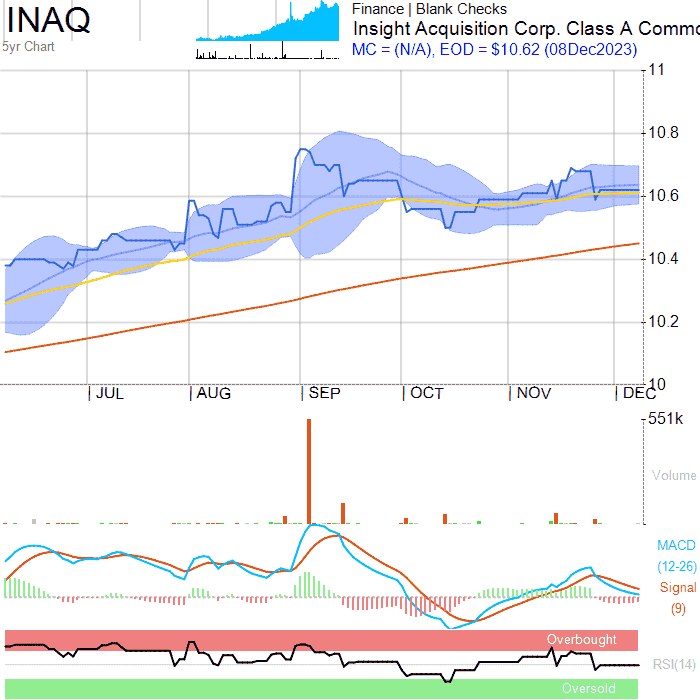 INAQ
5yr Chart
Finance | Blank Checks
Insight Acquisition Corp. Class A Commo
MC = (N/A), EOD = $10.62 (08Dec2023)
11
10.8
10.6
10.4
10.2
10
JUL
AUG
SEP
OCT
NOV
DEC
551k
Volume
MACD
(12-26)
Signal
(9)
Overbought
RSI(14)
Oversold